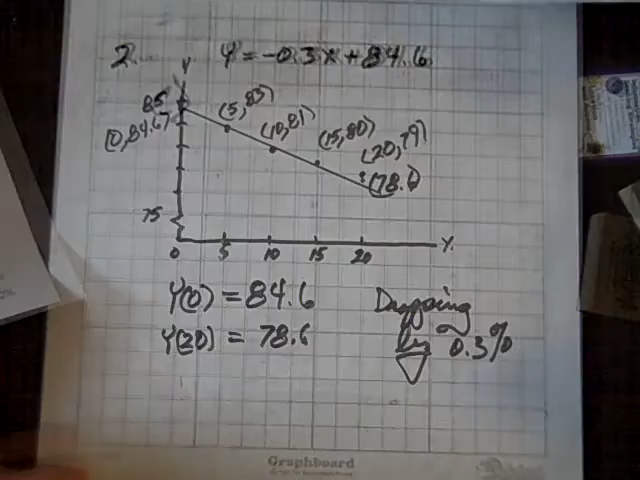 2. Y = -0.3x + 84.6
Y
85
(5, 83)
(0, 84.6)
(10, 81)
(15, 80)
(20, 79)
(78.6)
75
0 5 10 15 20
Y(0) = 84.6
Y(20) = 78.6
Dropping
by 0.3%
Graphboard